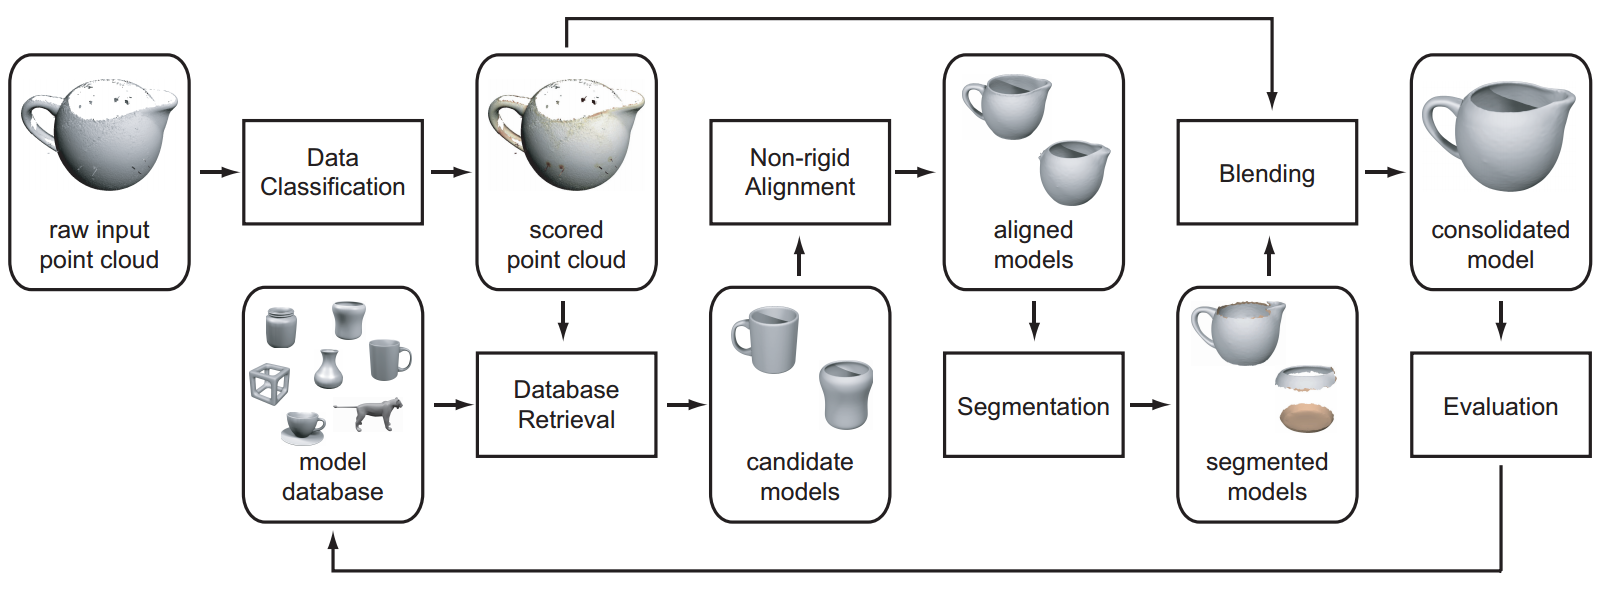 raw input
point cloud
Data
Classification
scored
point cloud
Non-rigid
Alignment
aligned
models
Blending
consolidated
model
model
database
Database
Retrieval
candidate
models
Segmentation
segmented
models
Evaluation